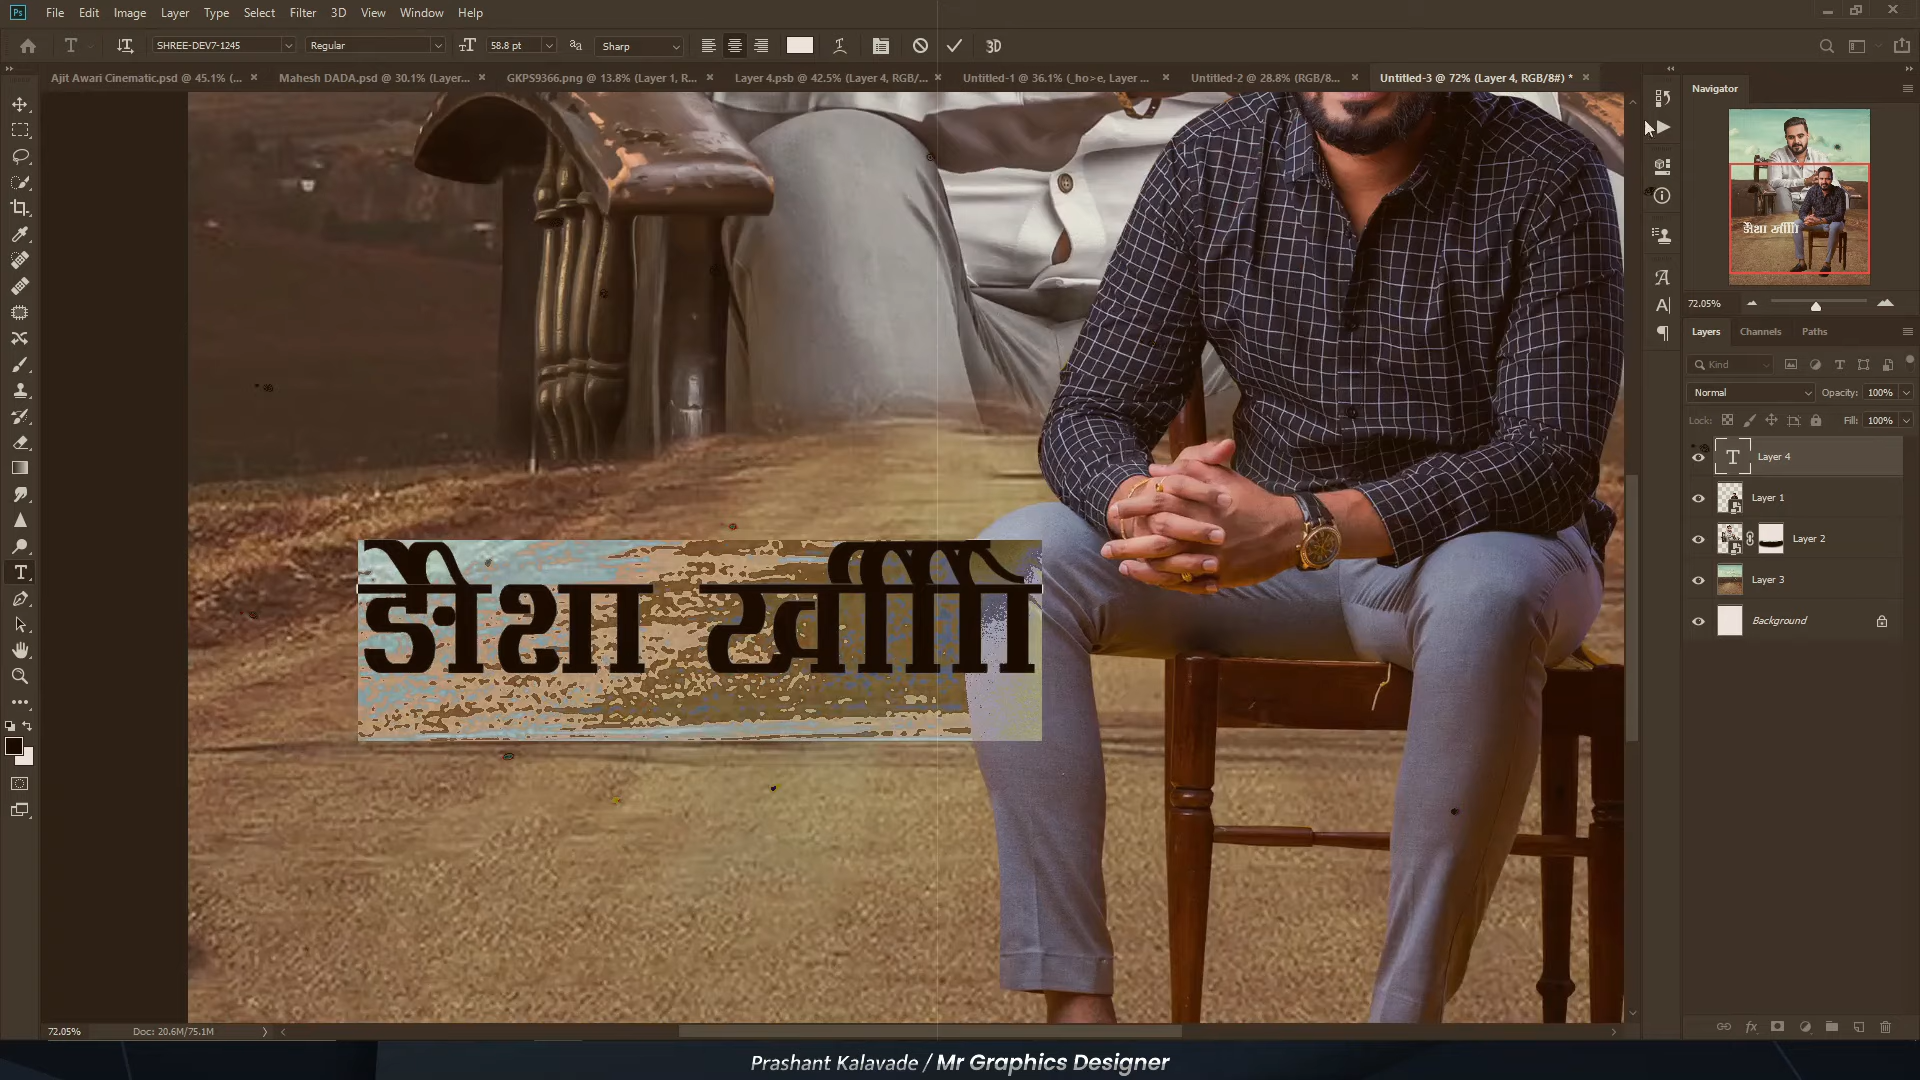 File Edit Image Layer Type Select Filter 3D View Window Help
SHREE-DEV7-1245 Regular 58.8 pt Sharp 3D
Ajit Awari Cinematic.psd @ 45.1% (... Mahesh DADA.psd @ 30.1% (Layer... GKPS9366.png @ 13.8% (Layer 1, R... Layer 4.psb @ 42.5% (Layer 4, RGB/... Untitled-1 @ 36.1% (_ho>e, Layer ... Untitled-2 @ 28.8% (RGB/8... Untitled-3 @ 72% (Layer 4, RGB/8#) *
Navigator
72.05%
Layers Channels Paths
Kind
Normal Opacity: 100%
Lock: Fill: 100%
Layer 4
Layer 1
Layer 2
Layer 3
Background
72.05% Doc: 20.6M/75.1M
Prashant Kalavade / Mr Graphics Designer